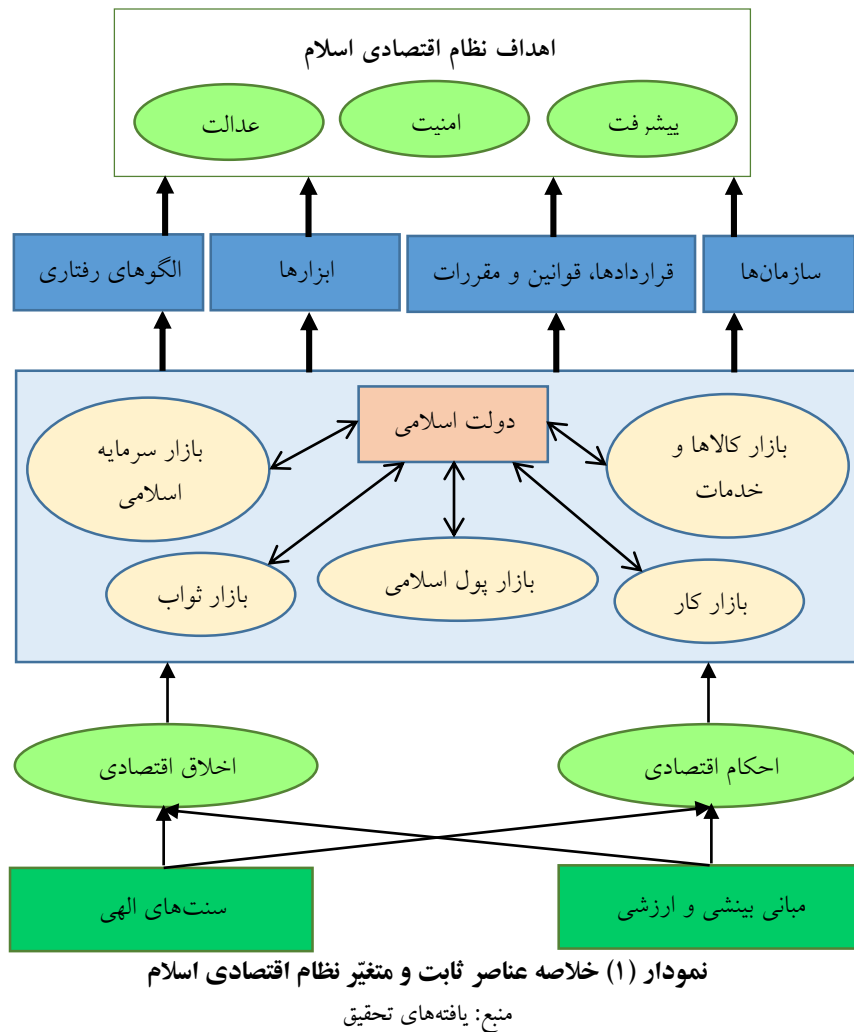 اهداف نظام اقتصادی اسلام
پیشرفت
امنیت
عدالت
سازمان‌ها
قراردادها، قوانین و مقررات
ابزارها
الگوهای رفتاری
دولت اسلامی
بازار کالاها و
خدمات
بازار سرمایه
اسلامی
بازار کار
بازار پول اسلامی
بازار ثواب
احکام اقتصادی
اخلاق اقتصادی
مبانی بینشی و ارزشی
سنت‌های الهی
نمودار (۱) خلاصه عناصر ثابت و متغیّر نظام اقتصادی اسلام
منبع: یافته‌های تحقیق